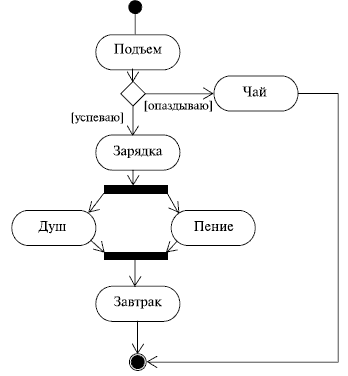 Подъем
Чай
[опаздываю]
[успеваю]
Зарядка
Душ
Пение
Завтрак